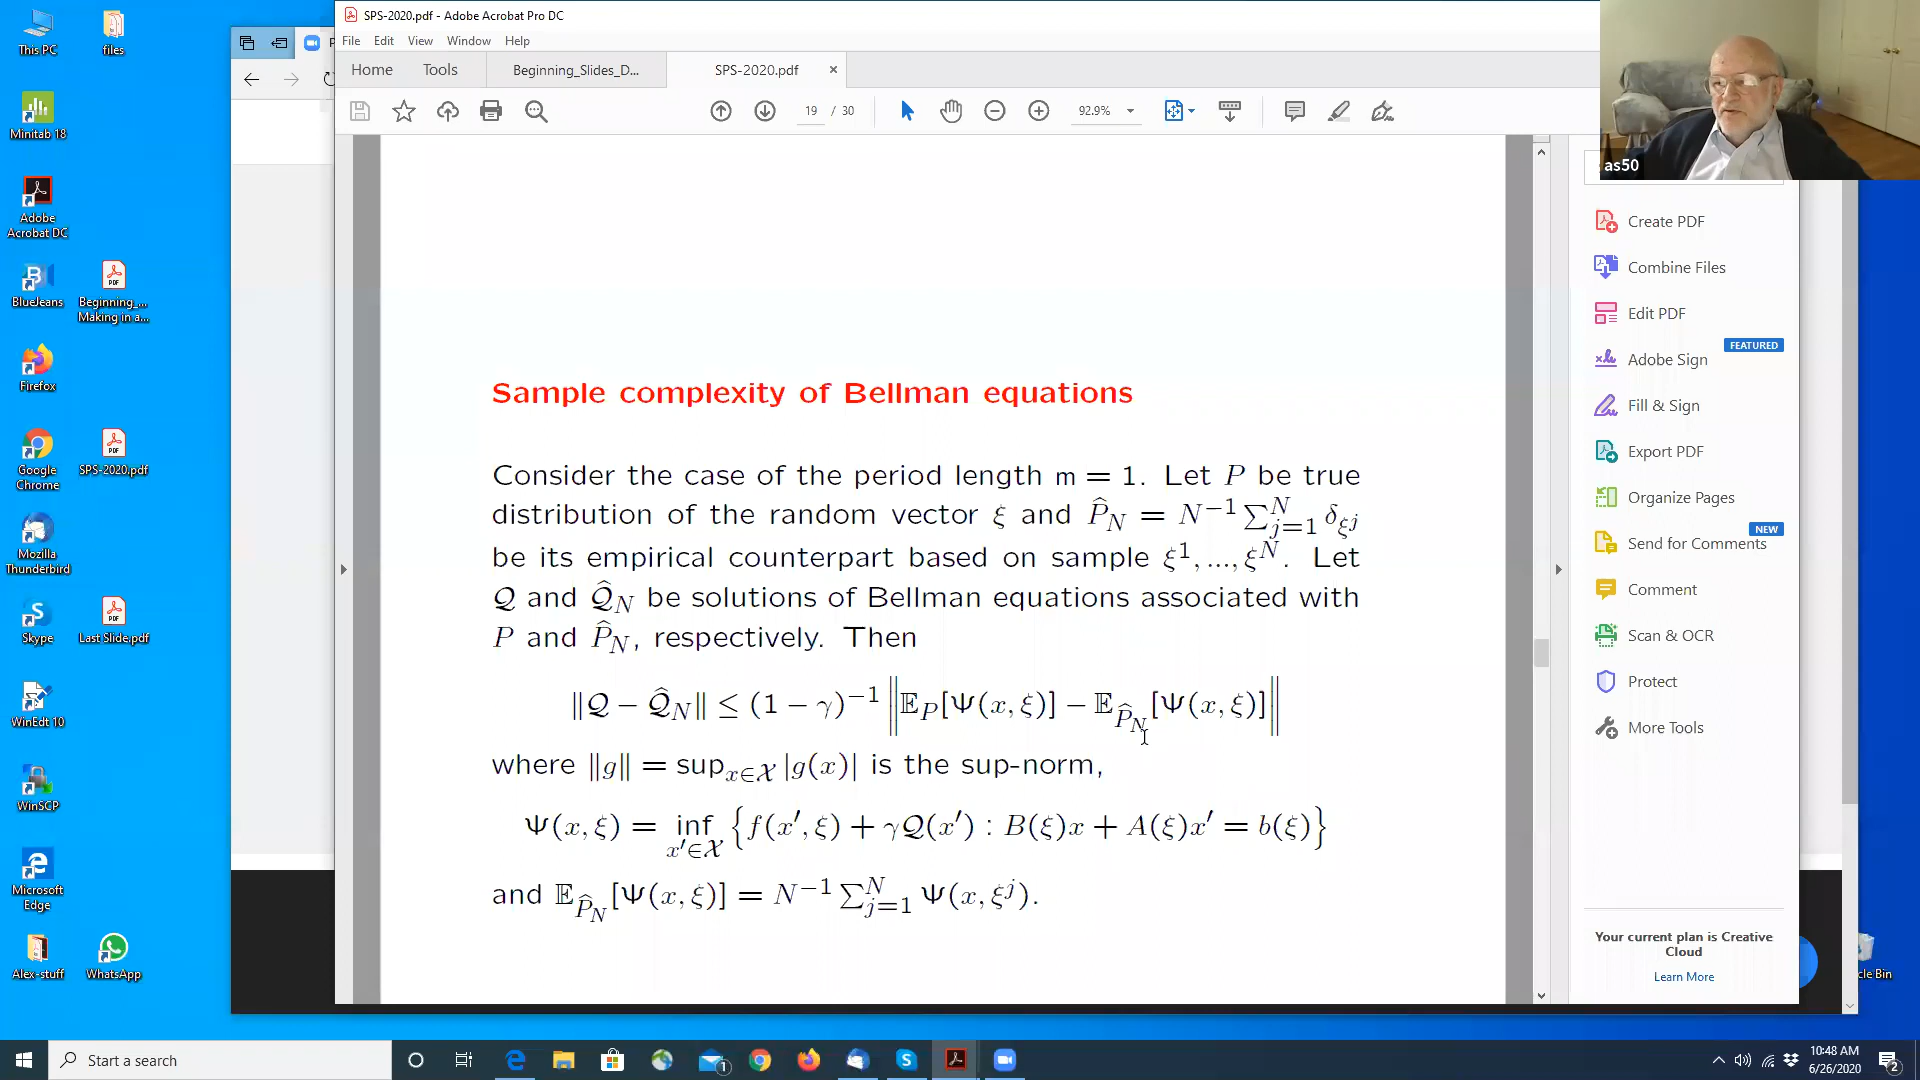 This PC
files
Minitab 18
Adobe
Acrobat DC
BlueJeans
Beginning_...
Making in a...
Firefox
Google
Chrome
SPS-2020.pdf
Mozilla
Thunderbird
Skype
Last Slide.pdf
WinEdt 10
WinSCP
Microsoft
Edge
Alex-stuff
WhatsApp
SPS-2020.pdf - Adobe Acrobat Pro DC
File Edit View Window Help
Home Tools Beginning_Slides_D... SPS-2020.pdf ×
19 / 30 92.9%
Sample complexity of Bellman equations
Consider the case of the period length m = 1. Let P be true
distribution of the random vector ξ and P̂_N = N^{-1} ∑_{j=1}^N δ_{ξ^j}
be its empirical counterpart based on sample ξ^1, ..., ξ^N. Let
𝒬 and 𝒬̂_N be solutions of Bellman equations associated with
P and P̂_N, respectively. Then
‖𝒬 − 𝒬̂_N‖ ≤ (1 − γ)^{−1} ‖𝔼_P[Ψ(x, ξ)] − 𝔼_{P̂_N}[Ψ(x, ξ)]‖
where ‖g‖ = sup_{x∈𝒳} |g(x)| is the sup-norm,
Ψ(x, ξ) = inf_{x′∈𝒳} {f(x′, ξ) + γ𝒬(x′) : B(ξ)x + A(ξ)x′ = b(ξ)}
and 𝔼_{P̂_N}[Ψ(x, ξ)] = N^{−1} ∑_{j=1}^N Ψ(x, ξ^j).
as50
Create PDF
Combine Files
Edit PDF
FEATURED
Adobe Sign
Fill & Sign
Export PDF
Organize Pages
NEW
Send for Comments
Comment
Scan & OCR
Protect
More Tools
Your current plan is Creative
Cloud
Learn More
cle Bin
Start a search
1
10:48 AM
6/26/2020
2